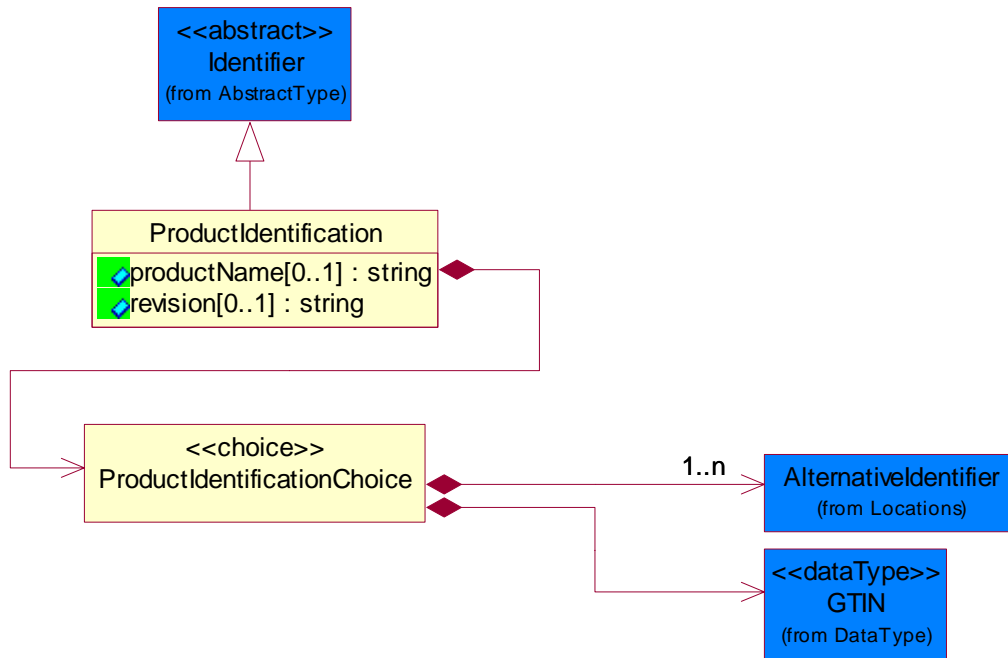 <<abstract>>
Identifier
(from AbstractType)
ProductIdentification
productName[0..1] : string
revision[0..1] : string
<<choice>>
ProductIdentificationChoice
1..n
AlternativeIdentifier
(from Locations)
<<dataType>>
GTIN
(from DataType)